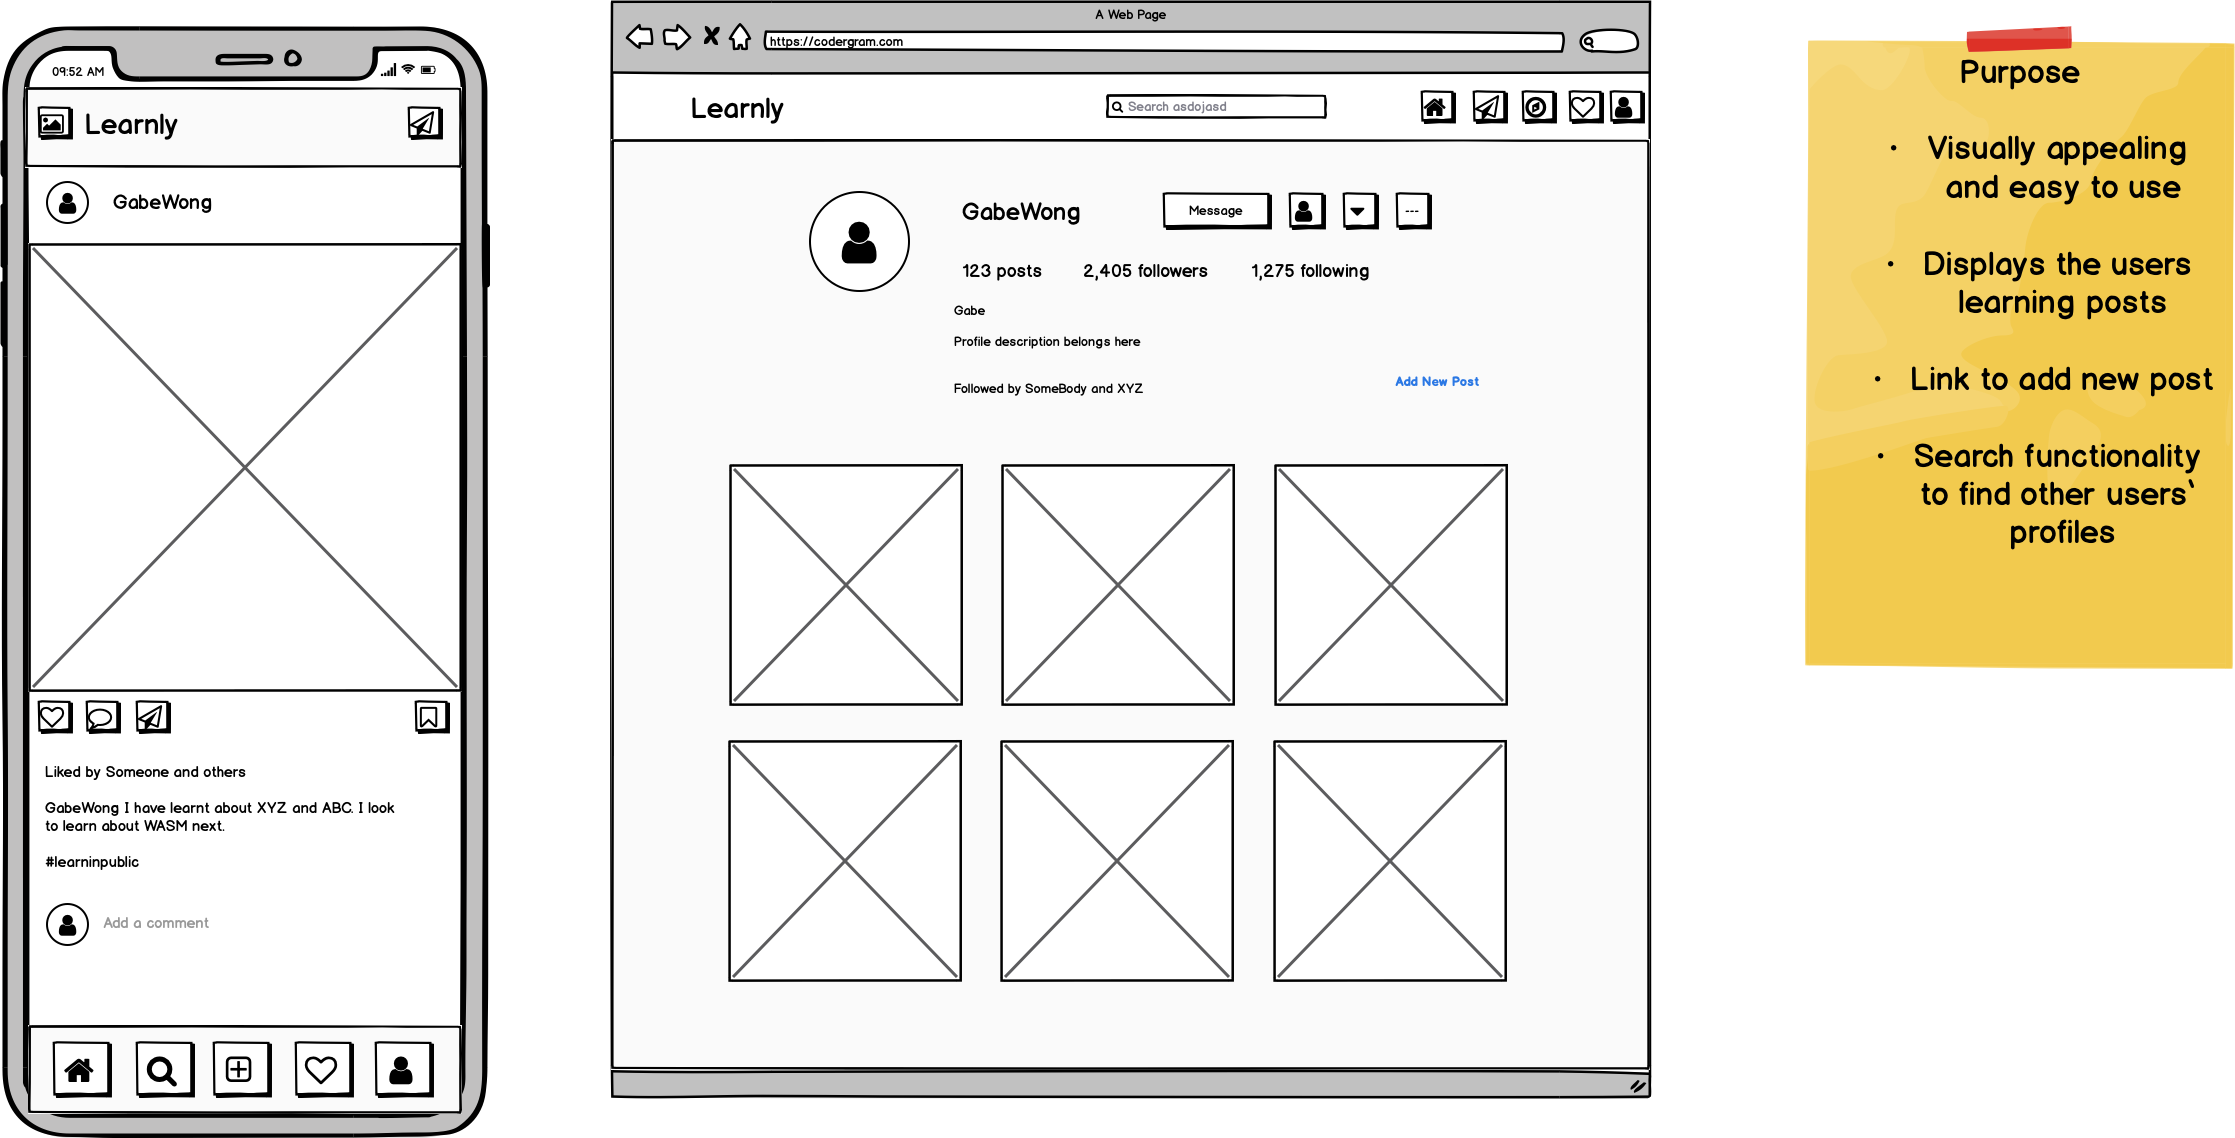 09:52 AM
Learnly
GabeWong
Liked by Someone and others
GabeWong I have learnt about XYZ and ABC. I look
to learn about WASM next.
#learninpublic
Add a comment
A Web Page
https://codergram.com
Learnly
Search asdojasd
GabeWong
Message
---
123 posts
2,405 followers
1,275 following
Gabe
Profile description belongs here
Followed by SomeBody and XYZ
Add New Post
Purpose
• Visually appealing
and easy to use
• Displays the users
learning posts
• Link to add new post
• Search functionality
to find other users`
profiles